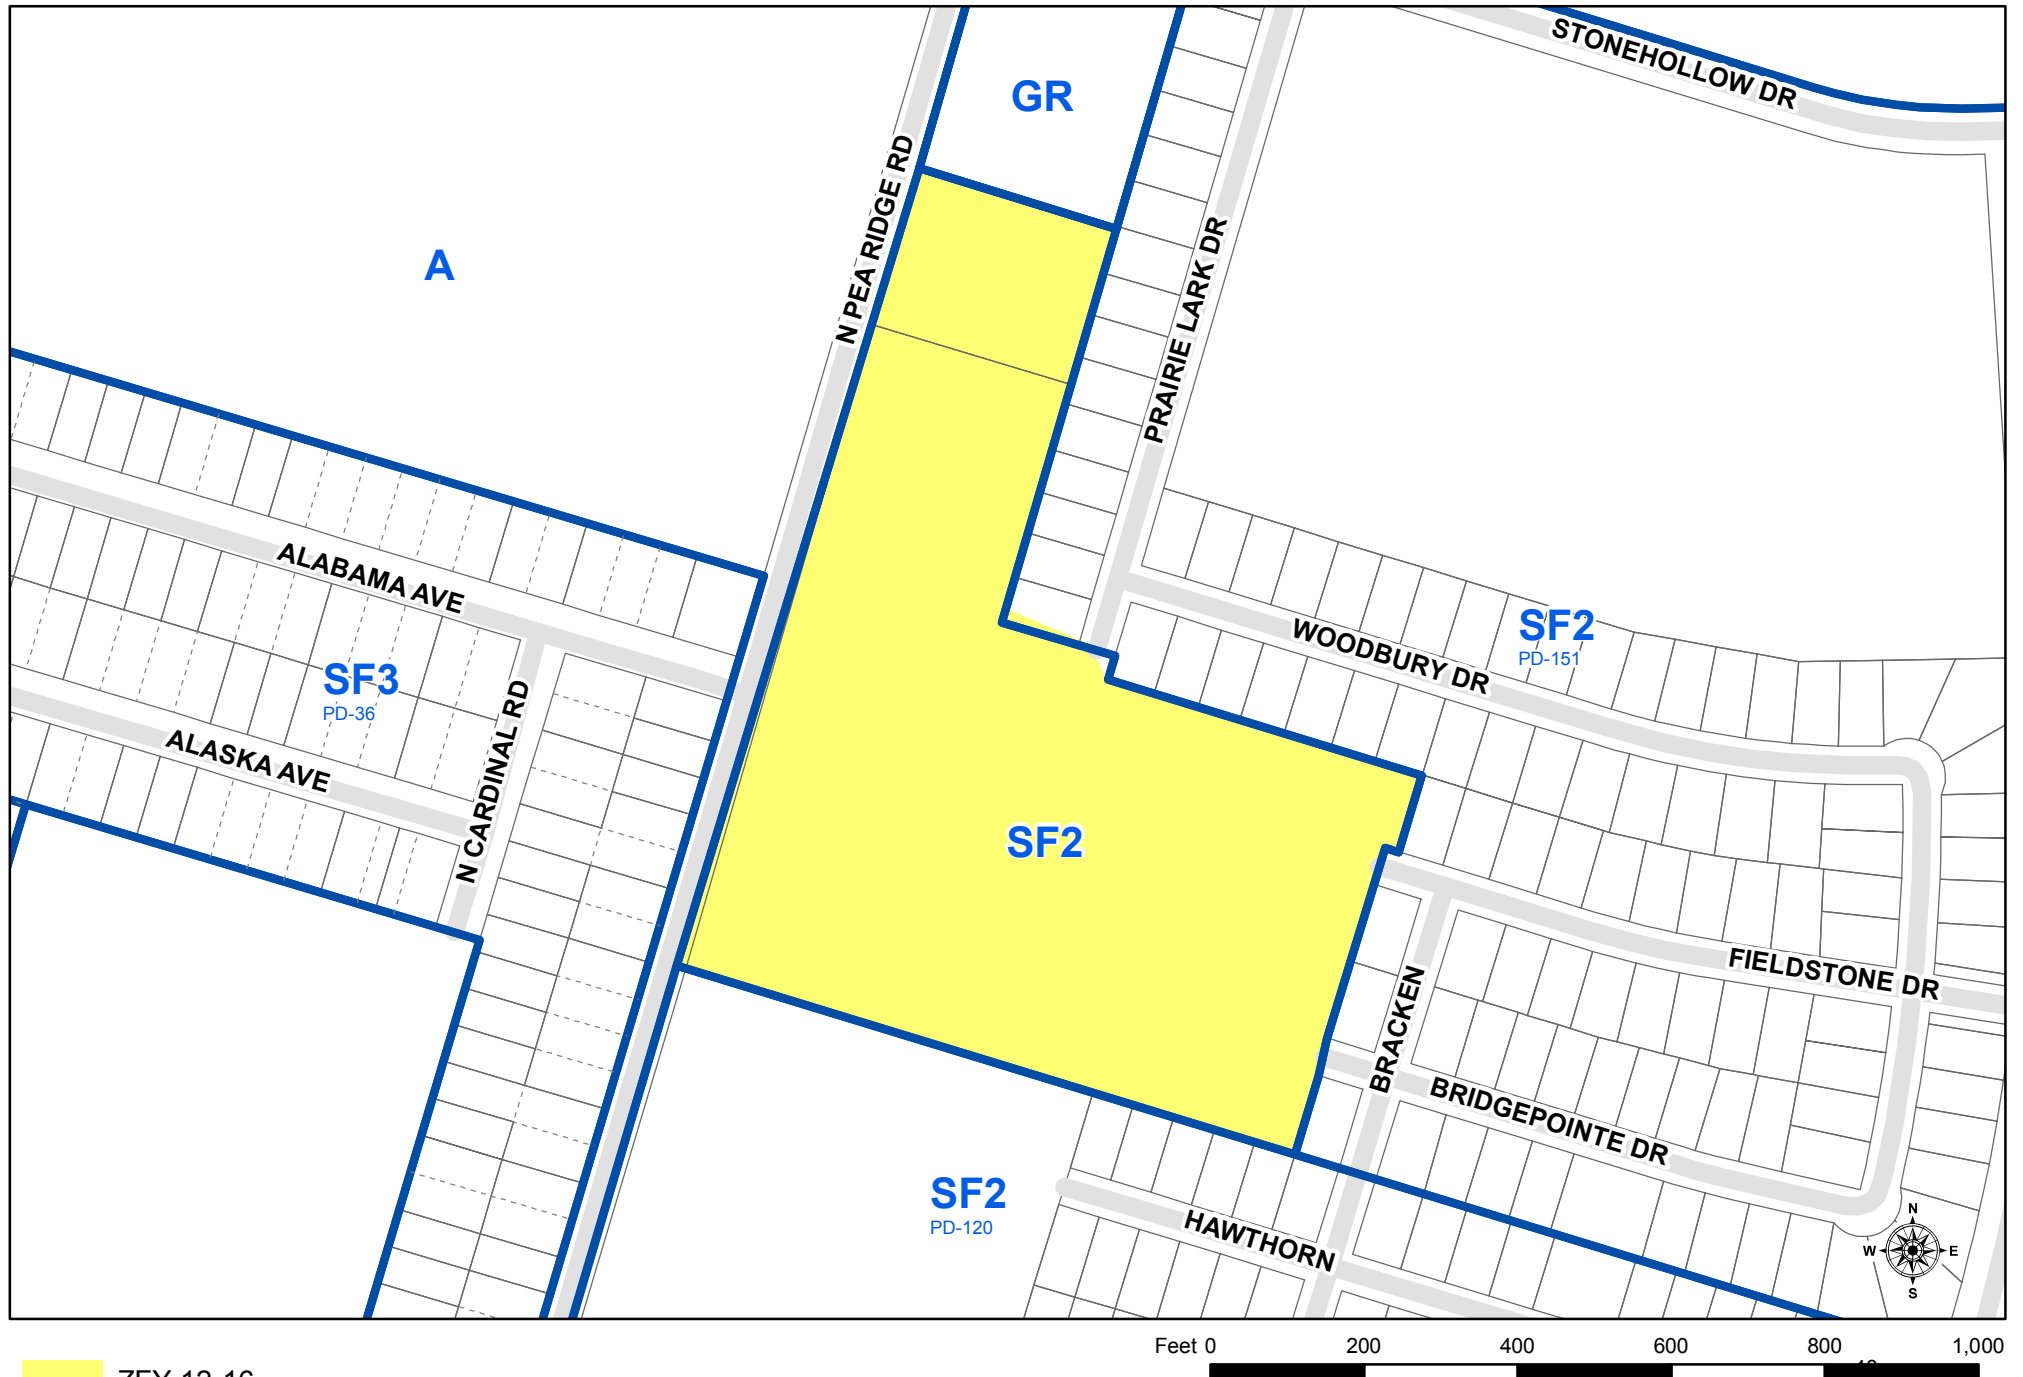 STONEHOLLOW DR
GR
N PEA RIDGE RD
A
PRAIRIE LARK DR
ALABAMA AVE
SF2
PD-151
WOODBURY DR
SF3
PD-36
N CARDINAL RD
ALASKA AVE
SF2
FIELDSTONE DR
BRACKEN
BRIDGEPOINTE DR
SF2
PD-120
HAWTHORN
N
W E
S
Feet 0 200 400 600 800 1,000